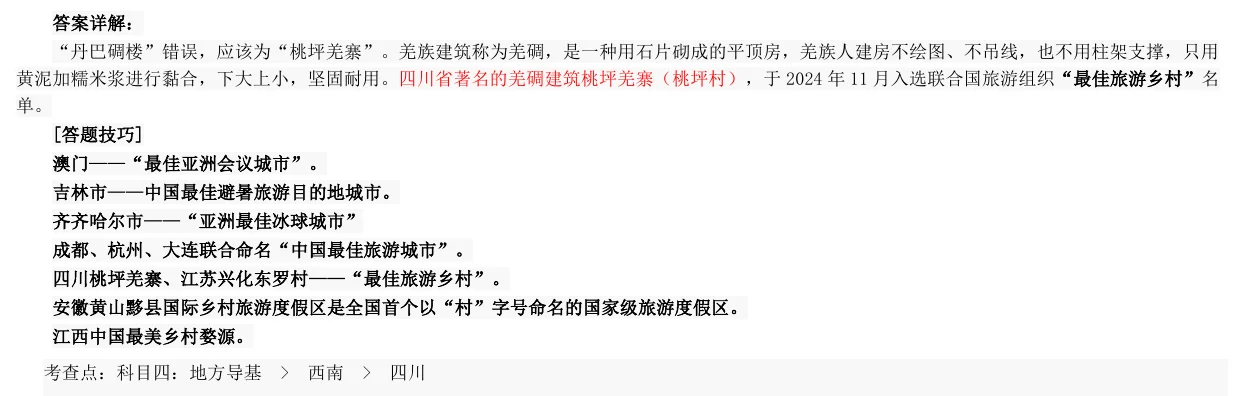 答案详解：
“丹巴碉楼”错误，应该为“桃坪羌寨”。羌族建筑称为羌碉，是一种用石片砌成的平顶房，羌族人建房不绘图、不吊线，也不用柱架支撑，只用
黄泥加糯米浆进行黏合，下大上小，坚固耐用。四川省著名的羌碉建筑桃坪羌寨（桃坪村），于 2024 年 11 月入选联合国旅游组织“最佳旅游乡村”名
单。
[答题技巧]
澳门——“最佳亚洲会议城市”。
吉林市——中国最佳避暑旅游目的地城市。
齐齐哈尔市——“亚洲最佳冰球城市”
成都、杭州、大连联合命名“中国最佳旅游城市”。
四川桃坪羌寨、江苏兴化东罗村——“最佳旅游乡村”。
安徽黄山黟县国际乡村旅游度假区是全国首个以“村”字号命名的国家级旅游度假区。
江西中国最美乡村婺源。
考查点：科目四：地方导基 > 西南 > 四川